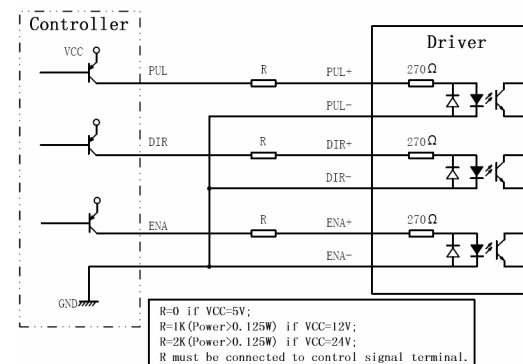 Controller
Driver
VCC
PUL
R
PUL+
270Ω
PUL-
DIR
R
DIR+
270Ω
DIR-
ENA
R
ENA+
270Ω
ENA-
GND
R=0 if VCC=5V;
R=1K(Power>0.125W) if VCC=12V;
R=2K(Power>0.125W) if VCC=24V;
R must be connected to control signal terminal.